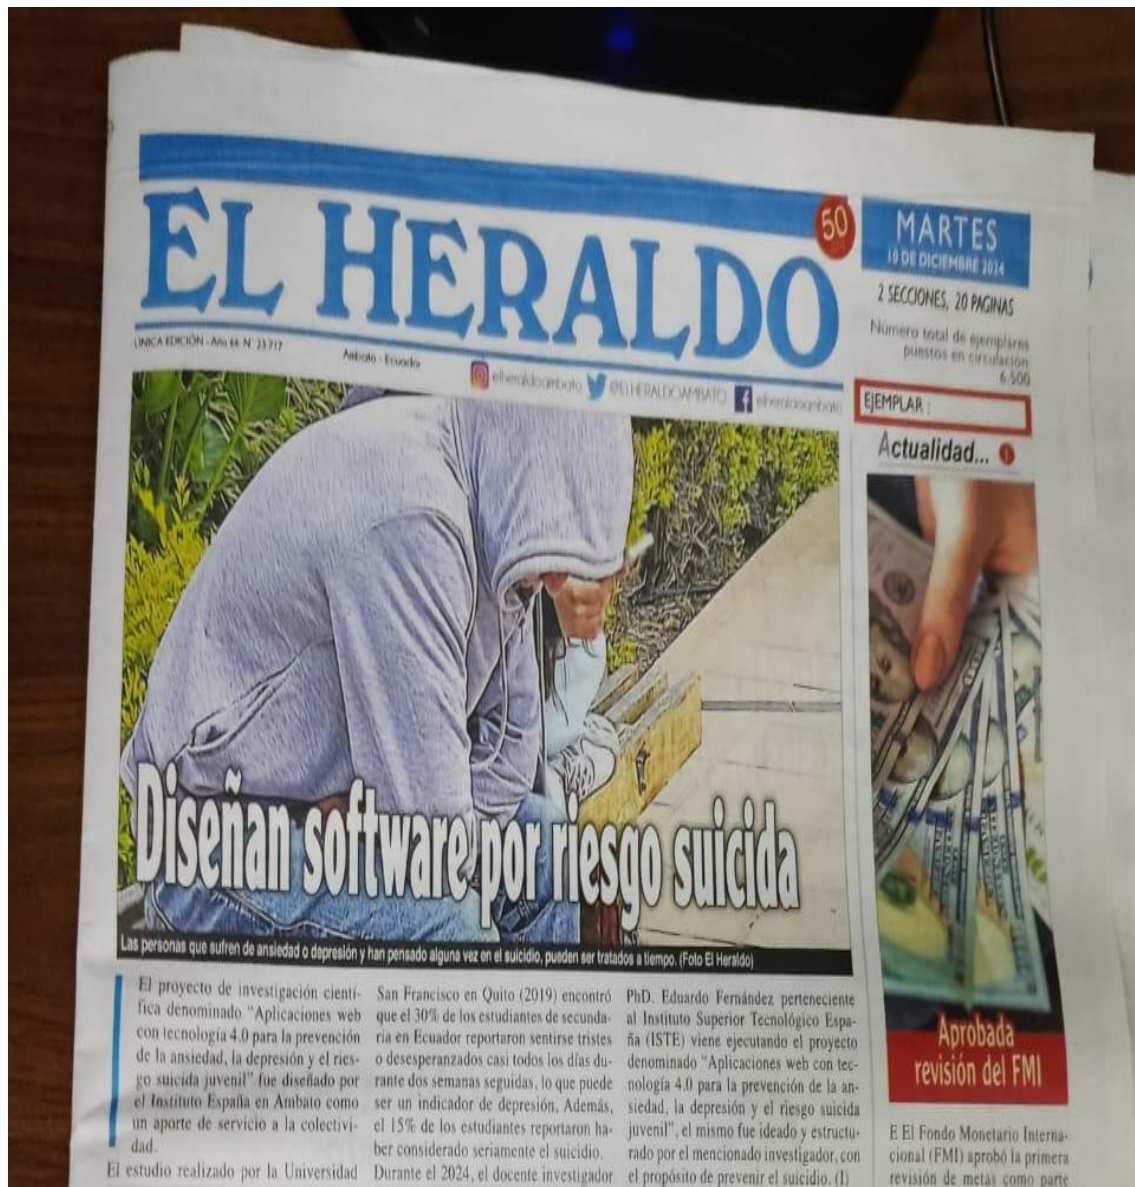 EL HERALDO
50
MARTES
10 DE DICIEMBRE 2024
2 SECCIONES, 20 PAGINAS
Número total de ejemplares
puestos en circulación
6.500
EJEMPLAR :
ÚNICA EDICIÓN - Año 66 N° 23.717
Ambato - Ecuador
elheraldoambato
@ELHERALDOAMBATO
elheraldoambato
Actualidad...
Diseñan software por riesgo suicida
Las personas que sufren de ansiedad o depresión y han pensado alguna vez en el suicidio, pueden ser tratados a tiempo. (Foto El Heraldo)
El proyecto de investigación cientí-
fica denominado "Aplicaciones web
con tecnología 4.0 para la prevención
de la ansiedad, la depresión y el ries-
go suicida juvenil" fue diseñado por
el Instituto España en Ambato como
un aporte de servicio a la colectivi-
dad.
El estudio realizado por la Universidad
San Francisco en Quito (2019) encontró
que el 30% de los estudiantes de secunda-
ria en Ecuador reportaron sentirse tristes
o desesperanzados casi todos los días du-
rante dos semanas seguidas, lo que puede
ser un indicador de depresión. Además,
el 15% de los estudiantes reportaron ha-
ber considerado seriamente el suicidio.
Durante el 2024, el docente investigador
PhD. Eduardo Fernández perteneciente
al Instituto Superior Tecnológico Espa-
ña (ISTE) viene ejecutando el proyecto
denominado "Aplicaciones web con tec-
nología 4.0 para la prevención de la an-
siedad, la depresión y el riesgo suicida
juvenil", el mismo fue ideado y estructu-
rado por el mencionado investigador, con
el propósito de prevenir el suicidio. (I)
Aprobada
revisión del FMI
E El Fondo Monetario Interna-
cional (FMI) aprobó la primera
revisión de metas como parte